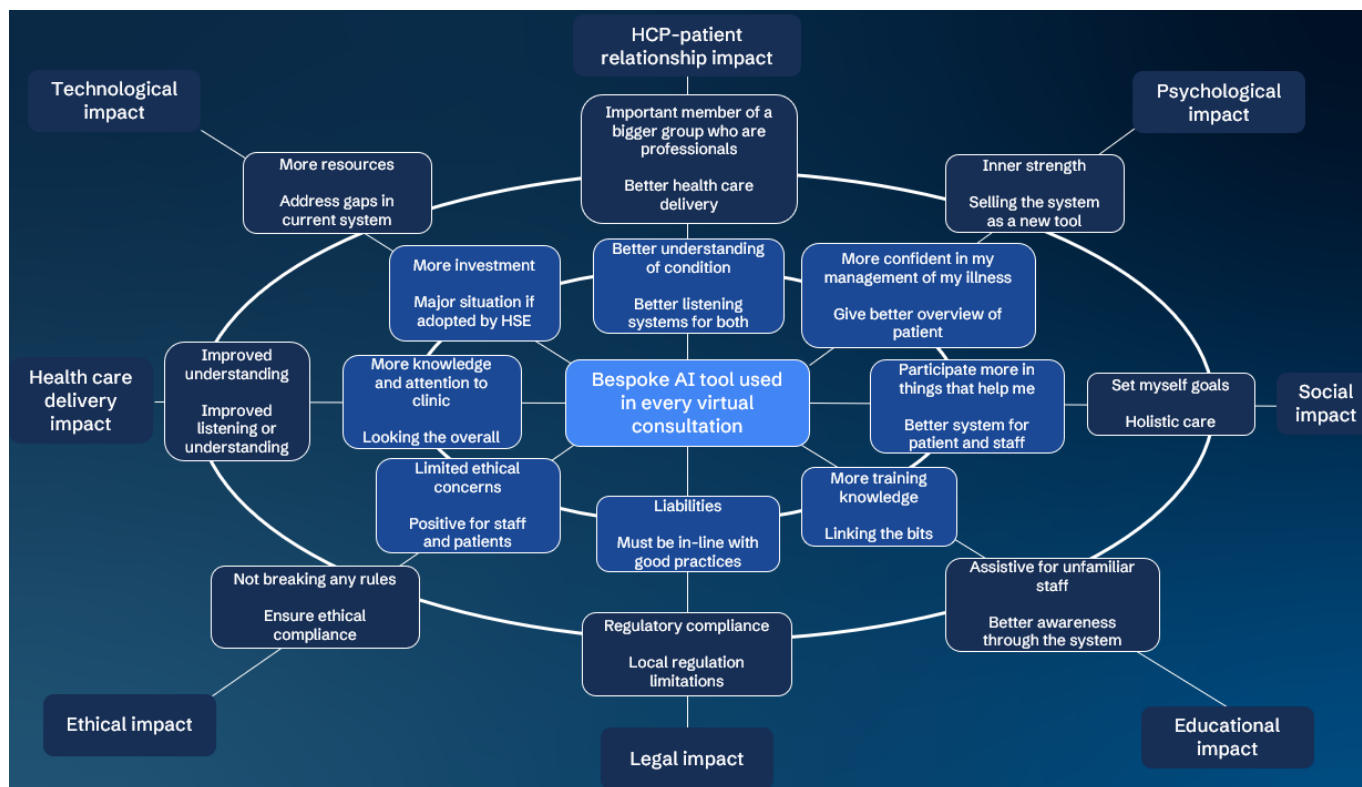 HCP-patient
relationship impact
Technological
impact
Psychological
impact
Important member of a
bigger group who are
professionals
Better health care
delivery
More resources
Address gaps in
current system
Inner strength
Selling the system
as a new tool
Better understanding
of condition
Better listening
systems for both
More investment
Major situation if
adopted by HSE
More confident in my
management of my illness
Give better overview of
patient
Health care
delivery
impact
Improved
understanding
Improved
listening or
understanding
More knowledge
and attention to
clinic
Looking the overall
Bespoke AI tool used
in every virtual
consultation
Participate more in
things that help me
Better system for
patient and staff
Set myself goals
Holistic care
Social
impact
Limited ethical
concerns
Positive for staff
and patients
Liabilities
Must be in-line with
good practices
More training
knowledge
Linking the bits
Not breaking any rules
Ensure ethical
compliance
Regulatory compliance
Local regulation
limitations
Assistive for unfamiliar
staff
Better awareness
through the system
Ethical impact
Legal impact
Educational
impact